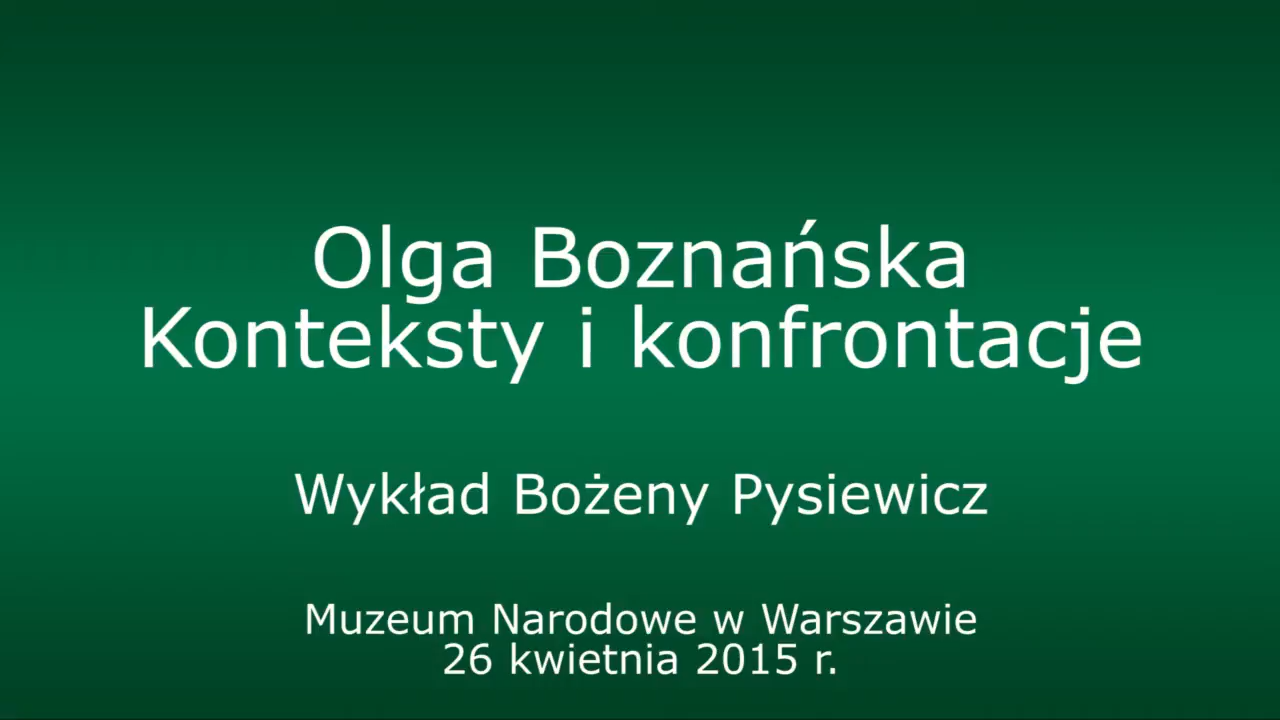 Olga Boznańska
Konteksty i konfrontacje
Wykład Bożeny Pysiewicz
Muzeum Narodowe w Warszawie
26 kwietnia 2015 r.